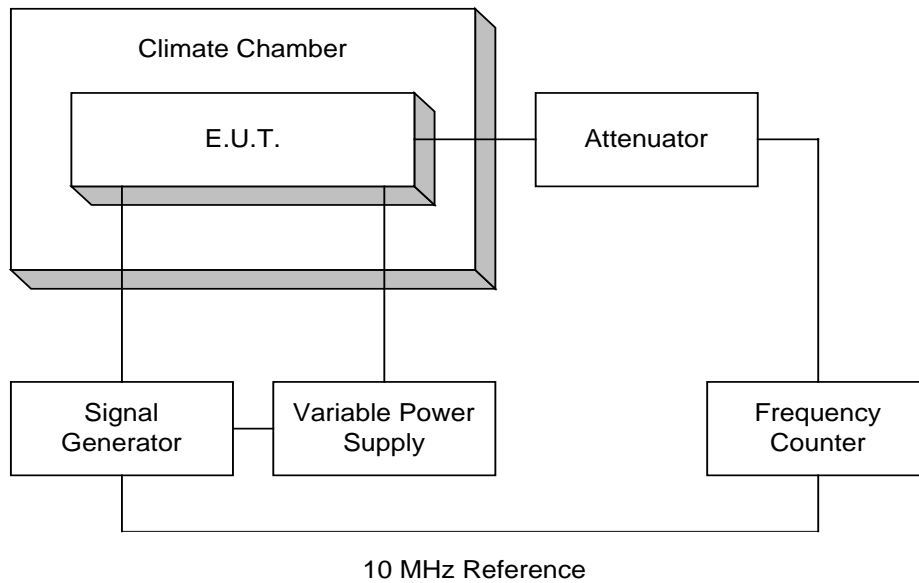 Climate Chamber
E.U.T.
Attenuator
Signal
Generator
Variable Power
Supply
Frequency
Counter
10 MHz Reference